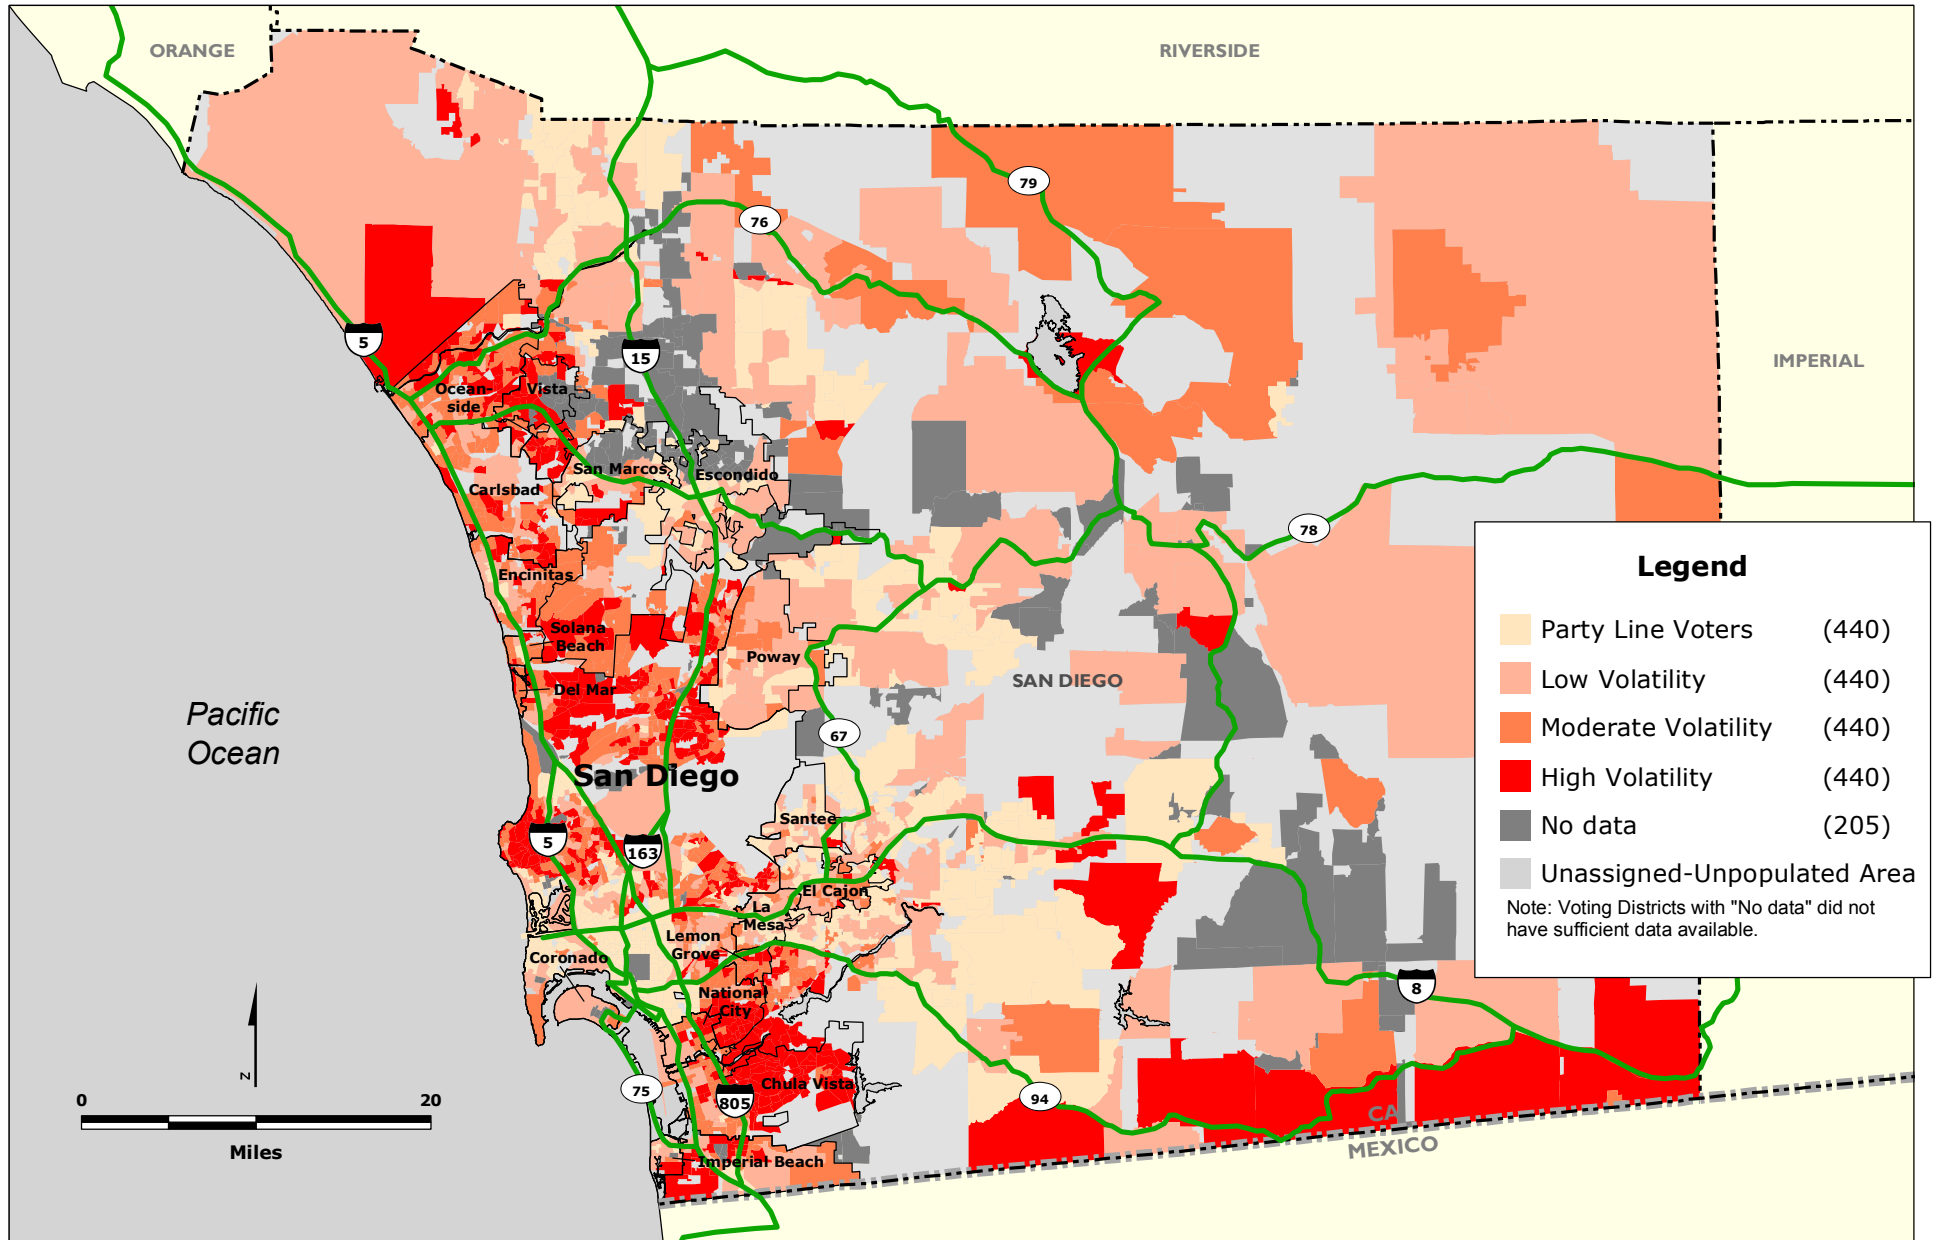 ORANGE
RIVERSIDE
79
76
5
15
IMPERIAL
Ocean-
side
Vista
San Marcos
Escondido
Carlsbad
78
Encinitas
Solana
Beach
Poway
Del Mar
SAN DIEGO
Pacific
Ocean
67
San Diego
Santee
5
163
El Cajon
La
Mesa
Lemon
Grove
Coronado
National
City
8
Chula Vista
75
805
94
Imperial Beach
CA
MEXICO
Legend
Party Line Voters (440)
Low Volatility (440)
Moderate Volatility (440)
High Volatility (440)
No data (205)
Unassigned-Unpopulated Area
Note: Voting Districts with "No data" did not
have sufficient data available.
N
0 20
Miles